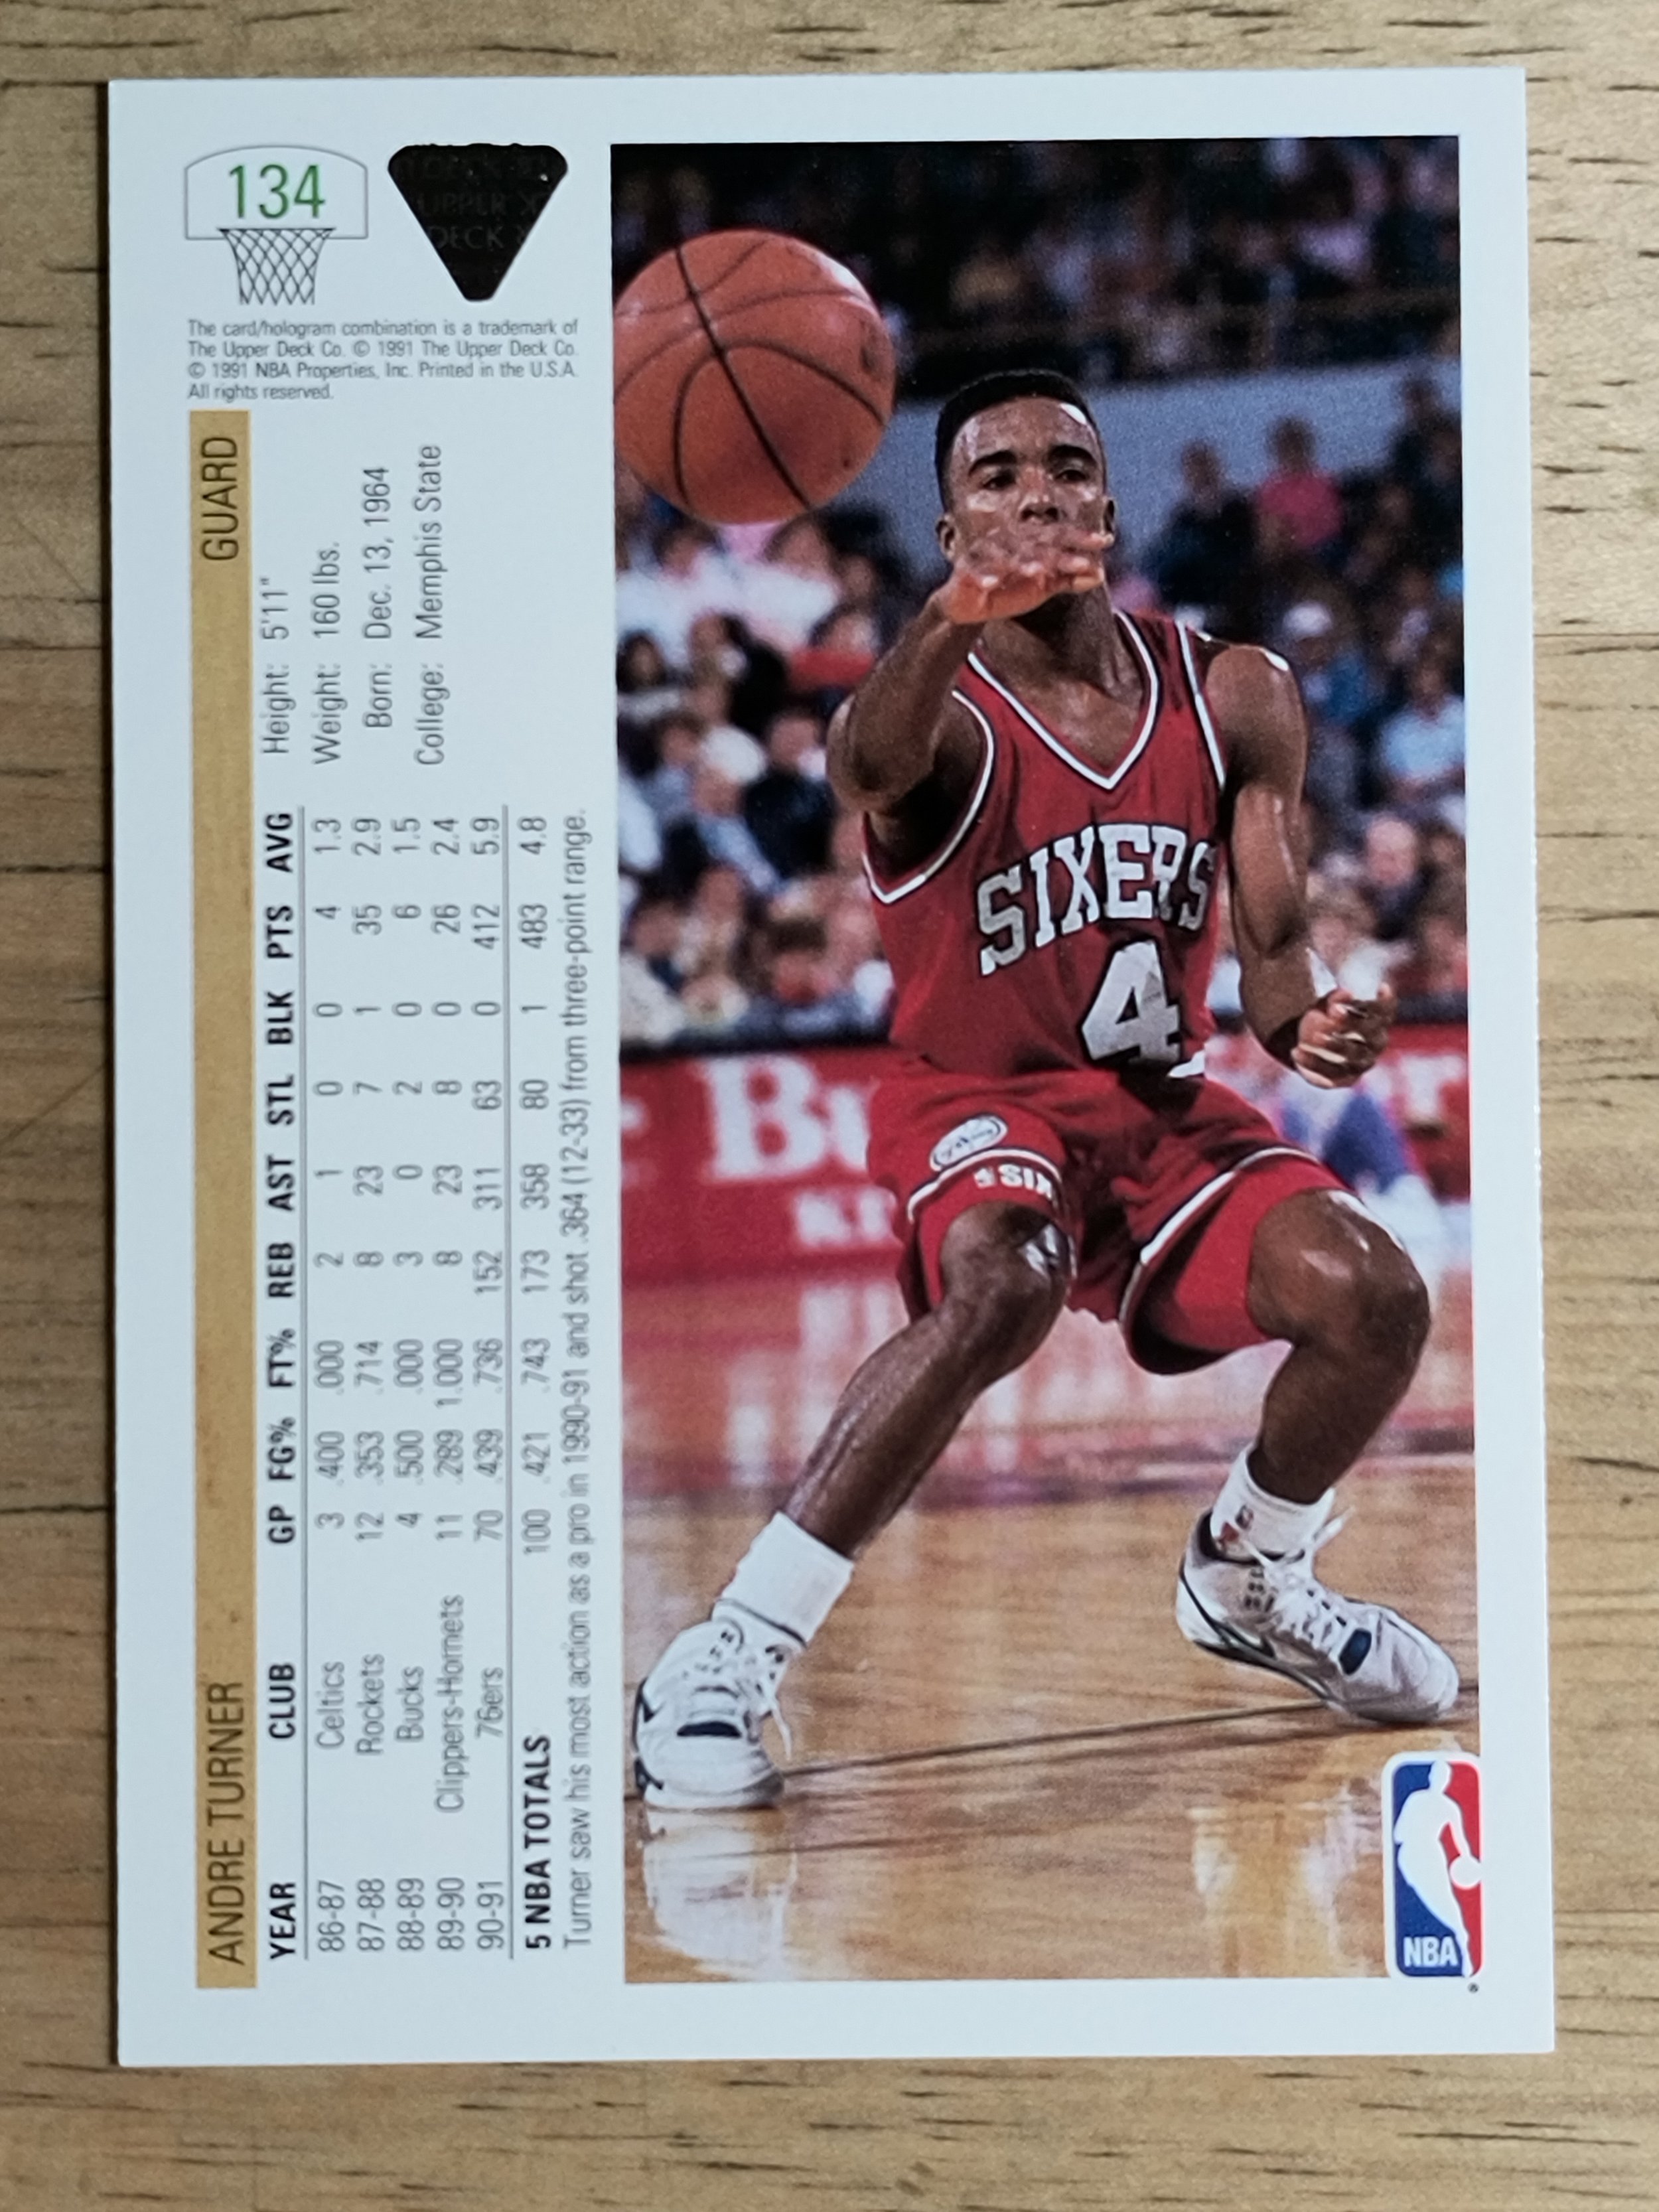 134
UPPER
DECK
The card/hologram combination is a trademark of
The Upper Deck Co. © 1991 The Upper Deck Co.
© 1991 NBA Properties, Inc. Printed in the U.S.A.
All rights reserved.
ANDRE TURNER GUARD
Height: 5'11"
Weight: 160 lbs.
Born: Dec. 13, 1964
College: Memphis State
YEAR CLUB GP FG% FT% REB AST STL BLK PTS AVG
86-87 Celtics 3 .400 .000 2 1 0 0 4 1.3
87-88 Rockets 12 .353 .714 8 23 7 1 35 2.9
88-89 Bucks 4 .500 .000 3 0 2 0 6 1.5
89-90 Clippers-Hornets 11 .289 1.000 8 23 8 0 26 2.4
90-91 76ers 70 .439 .736 152 311 63 0 412 5.9
5 NBA TOTALS 100 .421 .743 173 358 80 1 483 4.8
Turner saw his most action as a pro in 1990-91 and shot .364 (12-33) from three-point range.
SIXERS
4
SIX
NBA